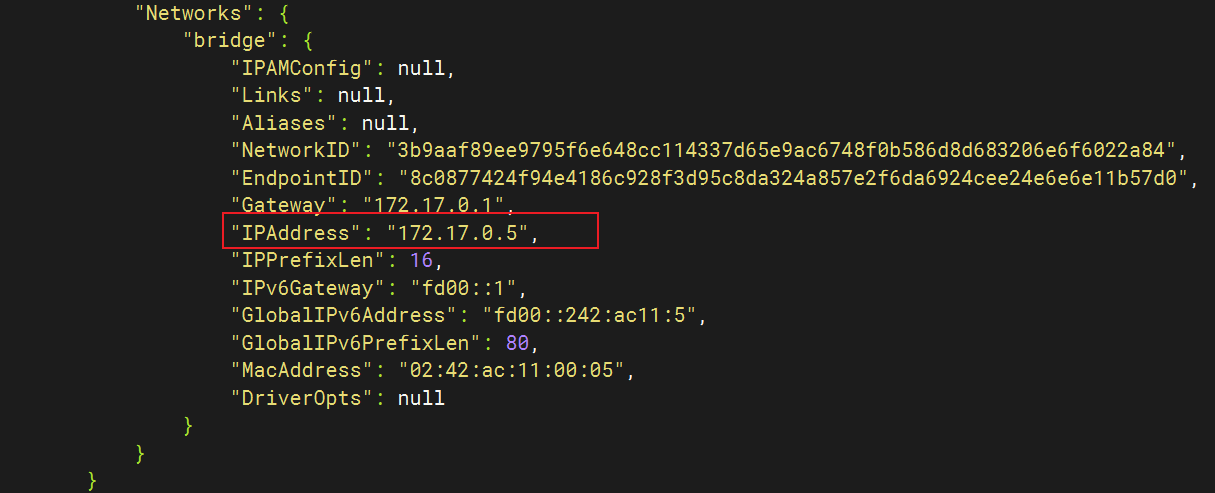 "Networks": {
"bridge": {
"IPAMConfig": null,
"Links": null,
"Aliases": null,
"NetworkID": "3b9aaf89ee9795f6e648cc114337d65e9ac6748f0b586d8d683206e6f6022a84",
"EndpointID": "8c0877424f94e4186c928f3d95c8da324a857e2f6da6924cee24e6e6e11b57d0",
"Gateway": "172.17.0.1",
"IPAddress": "172.17.0.5",
"IPPrefixLen": 16,
"IPv6Gateway": "fd00::1",
"GlobalIPv6Address": "fd00::242:ac11:5",
"GlobalIPv6PrefixLen": 80,
"MacAddress": "02:42:ac:11:00:05",
"DriverOpts": null
}
}
}